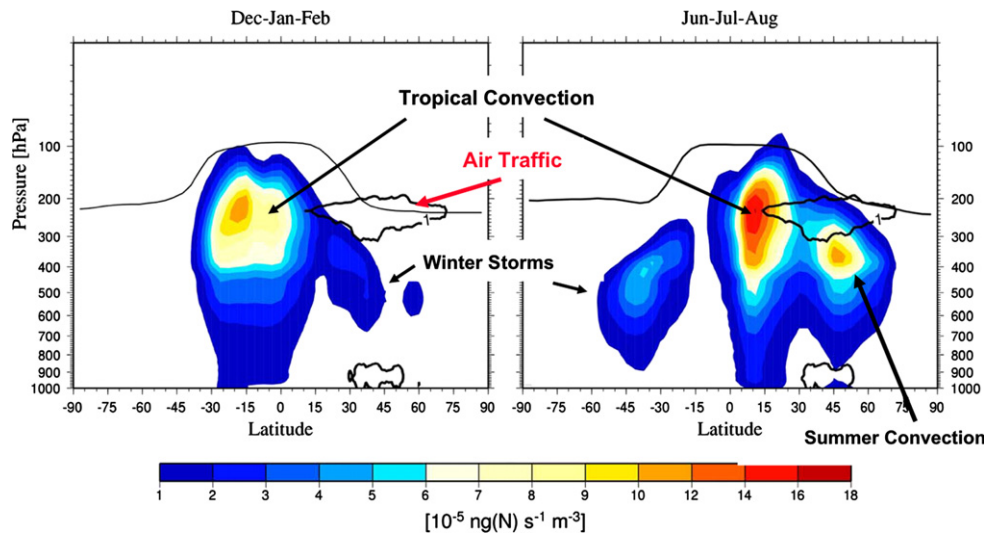 Dec-Jan-Feb
Jun-Jul-Aug
Pressure [hPa]
100
200
300
400
500
600
700
800
900
1000
-90 -75 -60 -45 -30 -15 0 15 30 45 60 75 90
Latitude
Tropical Convection
Air Traffic
1
Winter Storms
1
100
200
300
400
500
600
700
800
900
1000
-90 -75 -60 -45 -30 -15 0 15 30 45 60 75 90
Latitude
Summer Convection
1 2 3 4 5 6 7 8 9 10 12 14 16 18
[10⁻⁵ ng(N) s⁻¹ m⁻³]